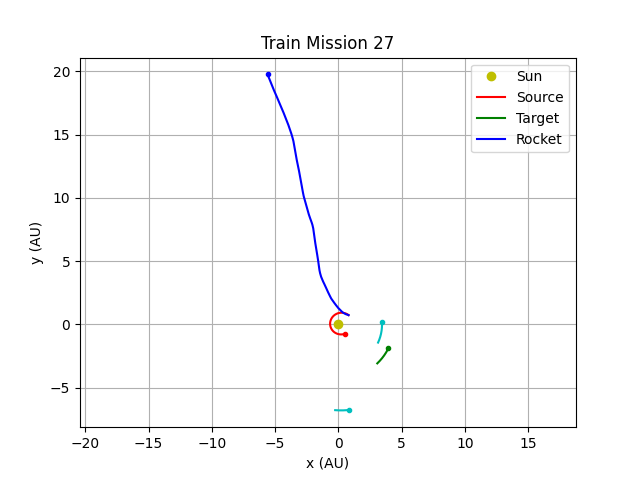 Train Mission 27
Sun
Source
Target
Rocket
20
15
10
5
0
−5
y (AU)
−20
−15
−10
−5
0
5
10
15
x (AU)